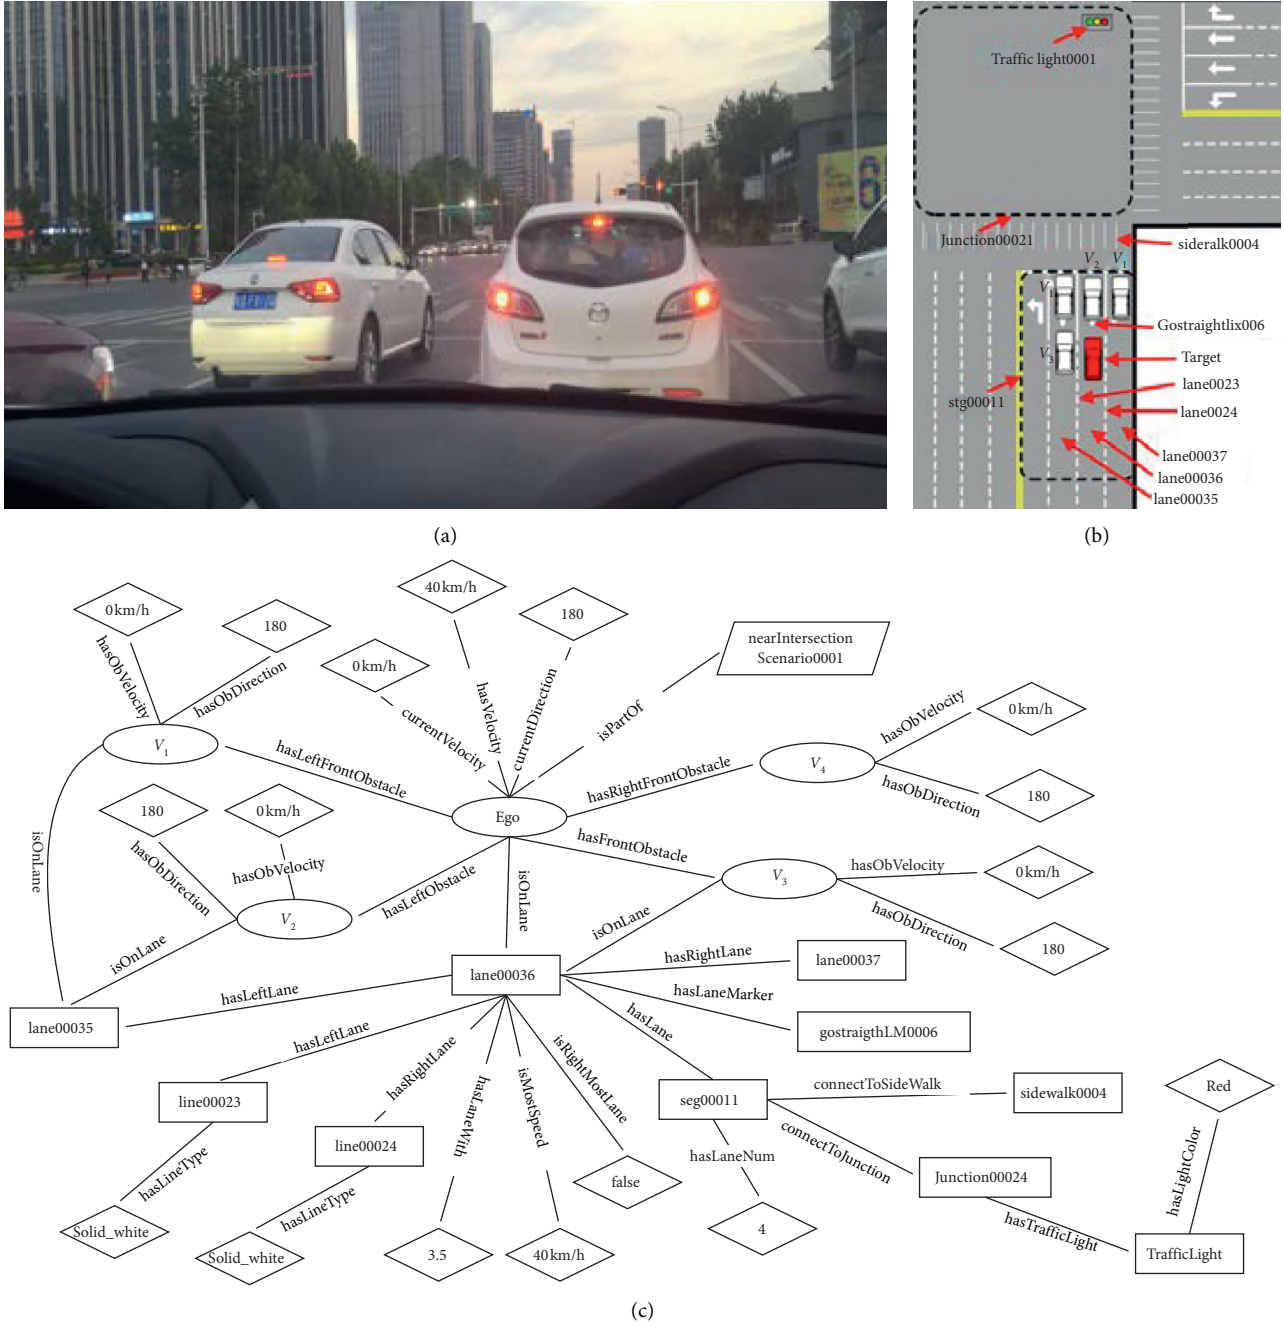 Traffic light0001
Junction00021
sideralk0004
V2 V1
V1
Gostraightlix006
V3
Target
lane0023
stg00011
lane0024
lane00037
lane00036
lane00035
(a)
(b)
0 km/h
180
hasObVelocity
hasObDirection
V1
40 km/h
180
0 km/h
hasVelocity
currentVelocity
currentDirection
isPartOf
nearIntersection
Scenario0001
hasLeftFrontObstacle
hasRightFrontObstacle
Ego
V4
hasObVelocity
0 km/h
hasObDirection
180
isOnLane
180
0 km/h
hasObDirection
hasObVelocity
V2
hasLeftObstacle
isOnLane
hasFrontObstacle
V3
hasObVelocity
0 km/h
hasObDirection
180
isOnLane
isOnLane
lane00036
hasRightLane
lane00037
hasLaneMarker
gostraigthLM0006
hasLeftLane
lane00035
hasLeftLane
line00023
hasLineType
Solid_white
hasRightLane
line00024
hasLineType
Solid_white
hasLaneWith
3.5
isMostSpeed
40 km/h
isRightMostLane
false
hasLane
seg00011
connectToSideWalk
sidewalk0004
hasLaneNum
4
connectToJunction
Junction00024
hasTrafficLight
TrafficLight
hasLightColor
Red
(c)